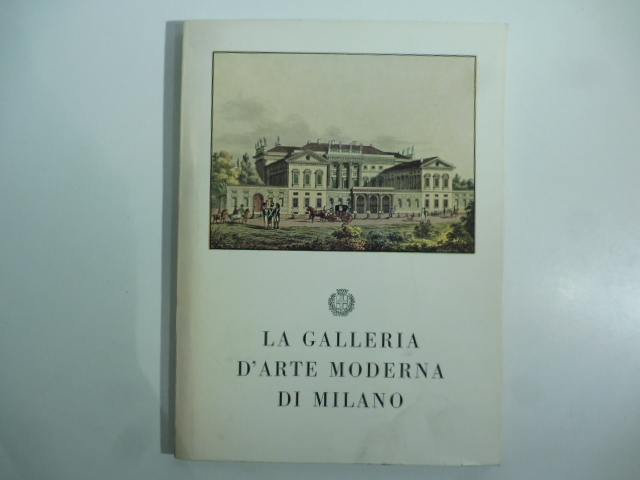 LA GALLERIA
D'ARTE MODERNA
DI MILANO